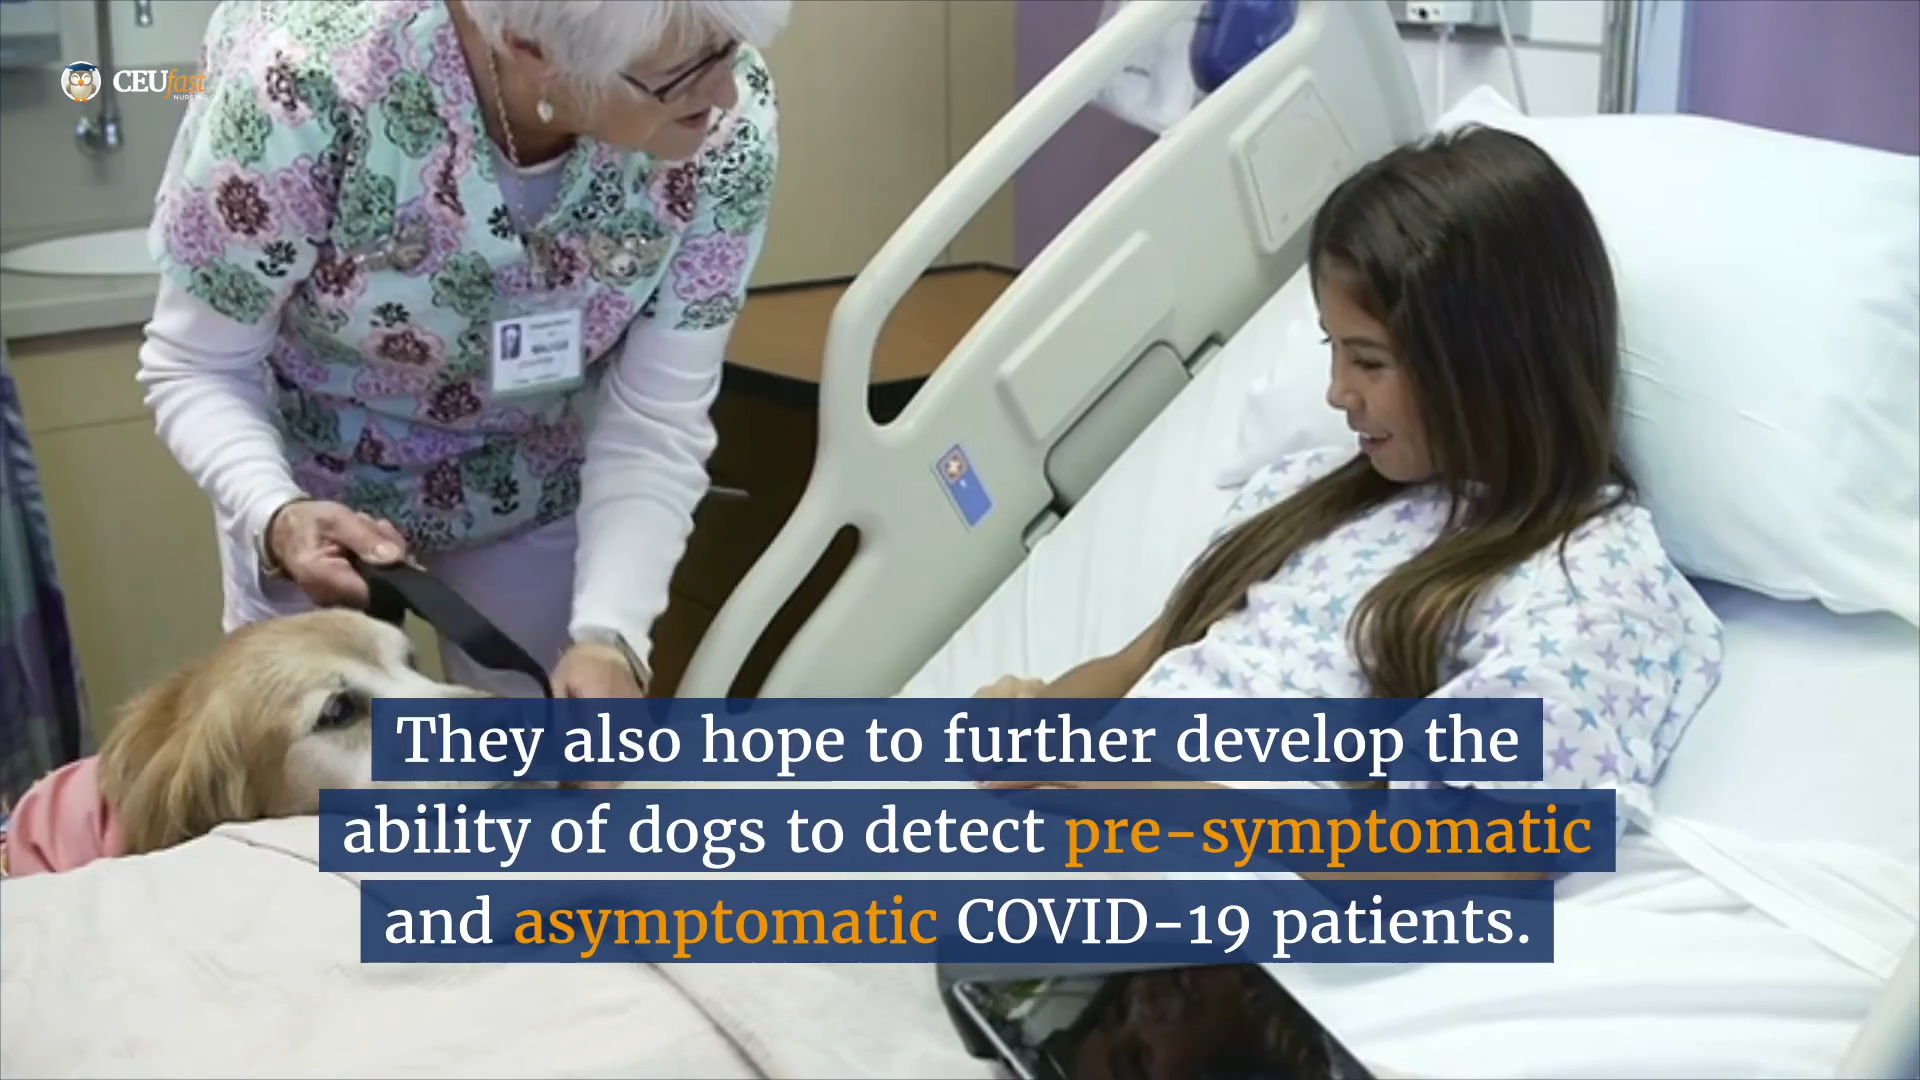 CEUfast
They also hope to further develop the
ability of dogs to detect pre-symptomatic
and asymptomatic COVID-19 patients.